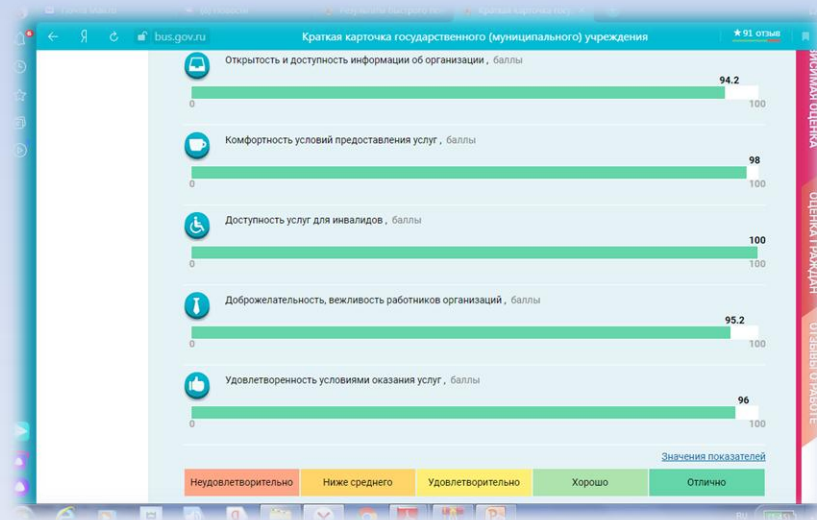 bus.gov.ru
Краткая карточка государственного (муниципального) учреждения
★ 91 отзыв
Открытость и доступность информации об организации, баллы
94.2
0
100
Комфортность условий предоставления услуг, баллы
98
0
100
Доступность услуг для инвалидов, баллы
100
0
100
Доброжелательность, вежливость работников организаций, баллы
95.2
0
100
Удовлетворенность условиями оказания услуг, баллы
96
0
100
Значения показателей
Неудовлетворительно
Ниже среднего
Удовлетворительно
Хорошо
Отлично
ОЦЕНКА
ОЦЕНКА ГРАЖДАН
ОТЗЫВЫ О РАБОТЕ
RU